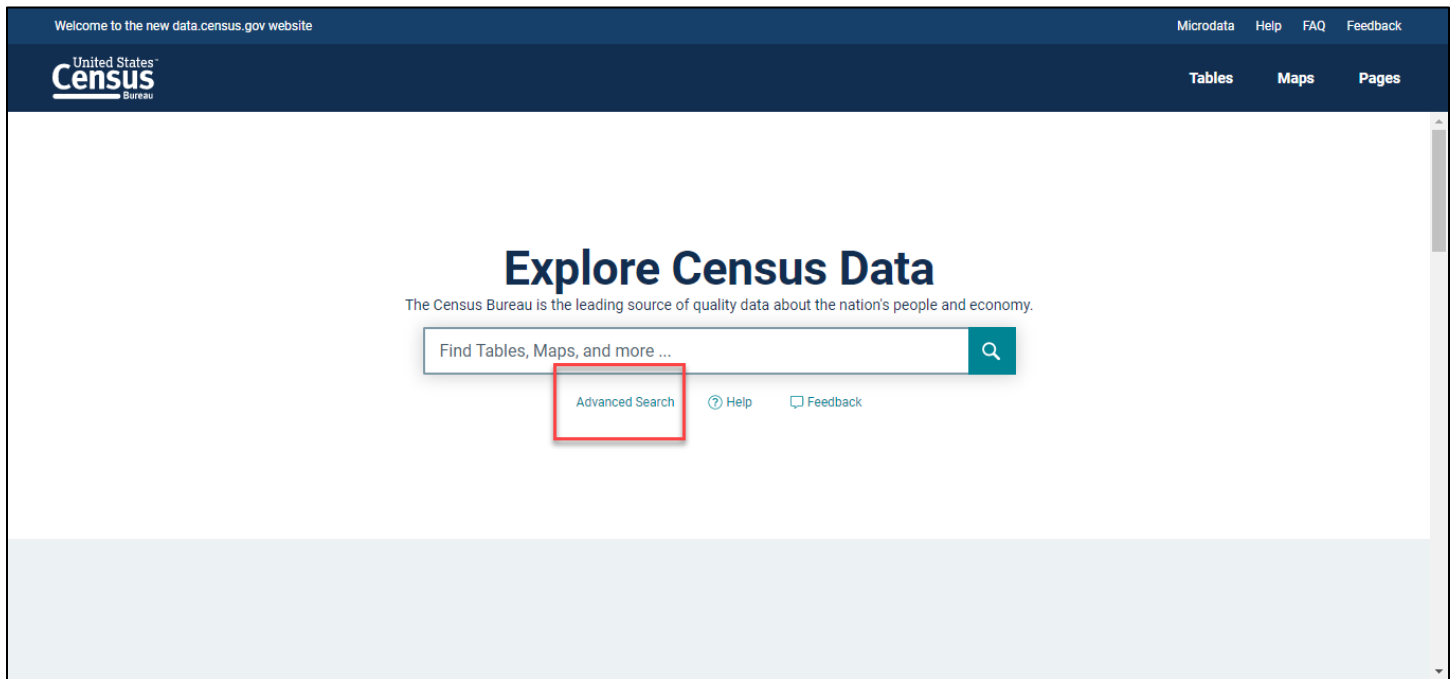 Welcome to the new data.census.gov website
Microdata Help FAQ Feedback
United States™
Census
Bureau
Tables Maps Pages
Explore Census Data
The Census Bureau is the leading source of quality data about the nation's people and economy.
Find Tables, Maps, and more ...
Advanced Search ? Help Feedback